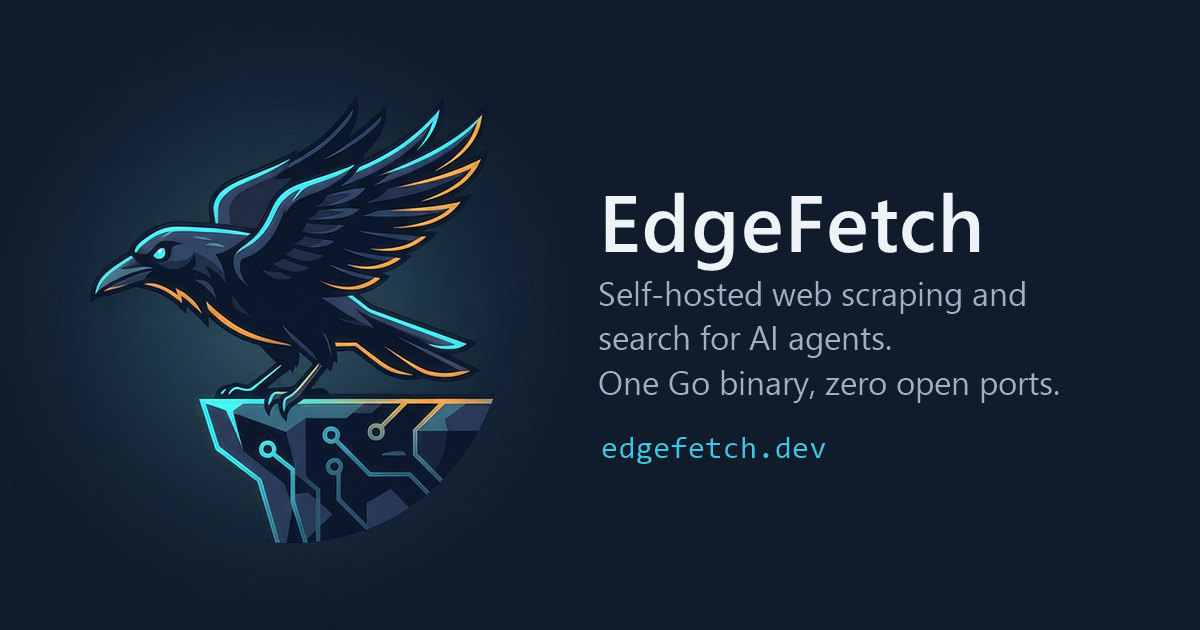 EdgeFetch
Self-hosted web scraping and
search for AI agents.
One Go binary, zero open ports.
edgefetch.dev